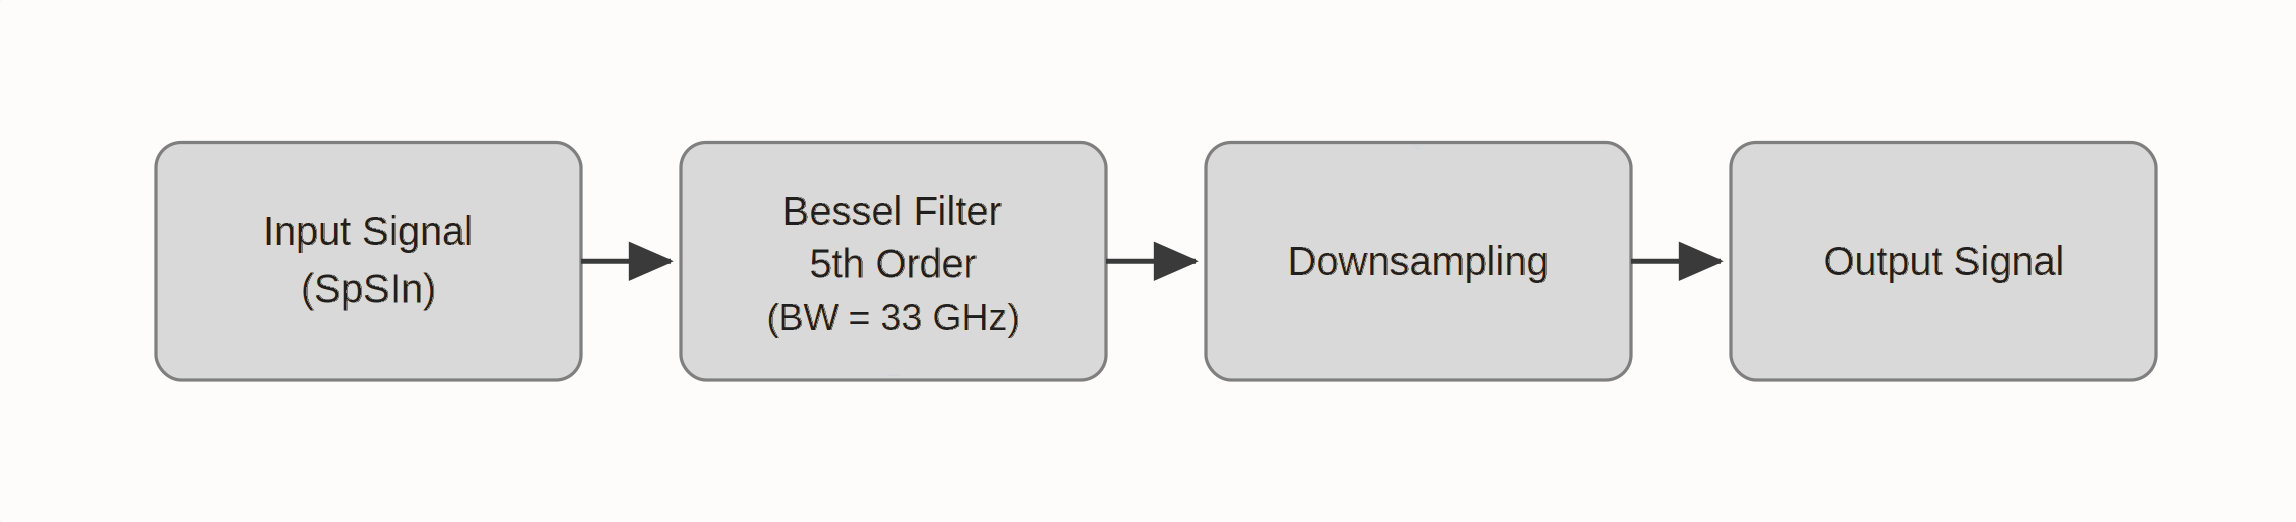 Input Signal
(SpSIn)
Bessel Filter
5th Order
(BW = 33 GHz)
Downsampling
Output Signal